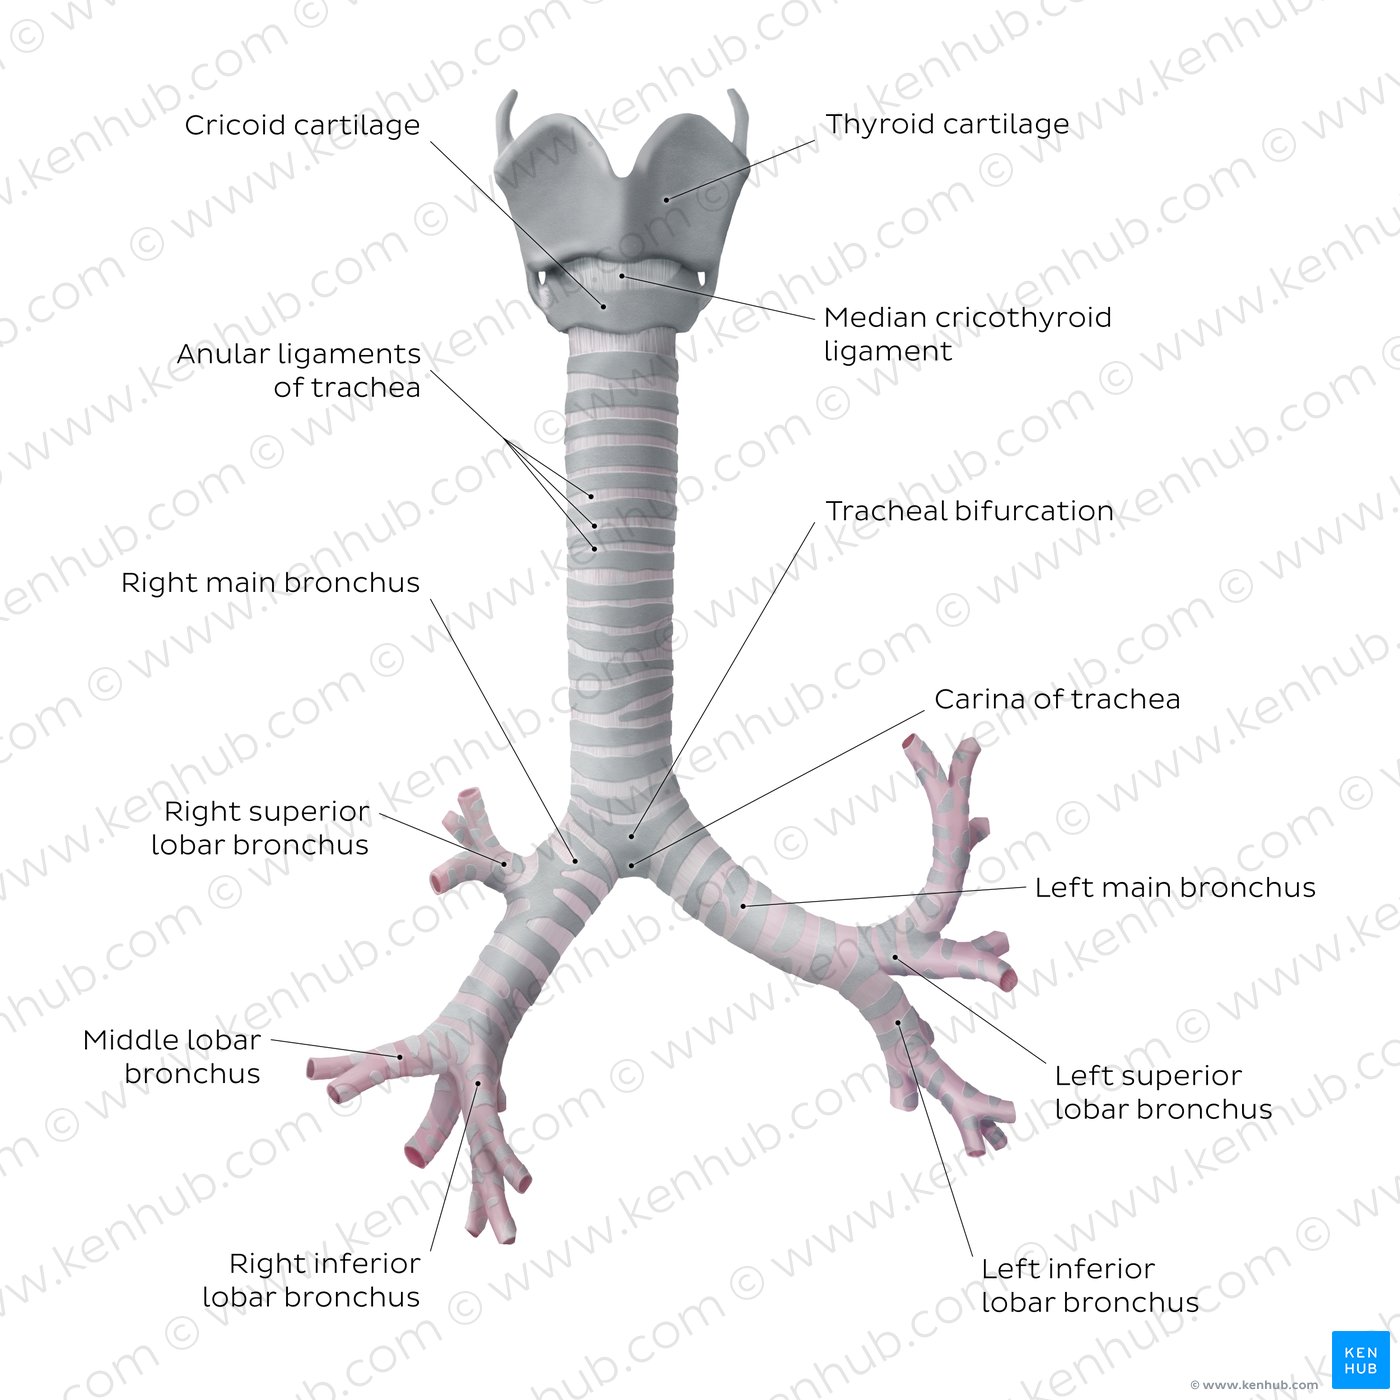 Cricoid cartilage
Thyroid cartilage
Median cricothyroid
ligament
Anular ligaments
of trachea
Tracheal bifurcation
Right main bronchus
Carina of trachea
Right superior
lobar bronchus
Left main bronchus
Middle lobar
bronchus
Left superior
lobar bronchus
Right inferior
lobar bronchus
Left inferior
lobar bronchus
KEN
HUB
© www.kenhub.com